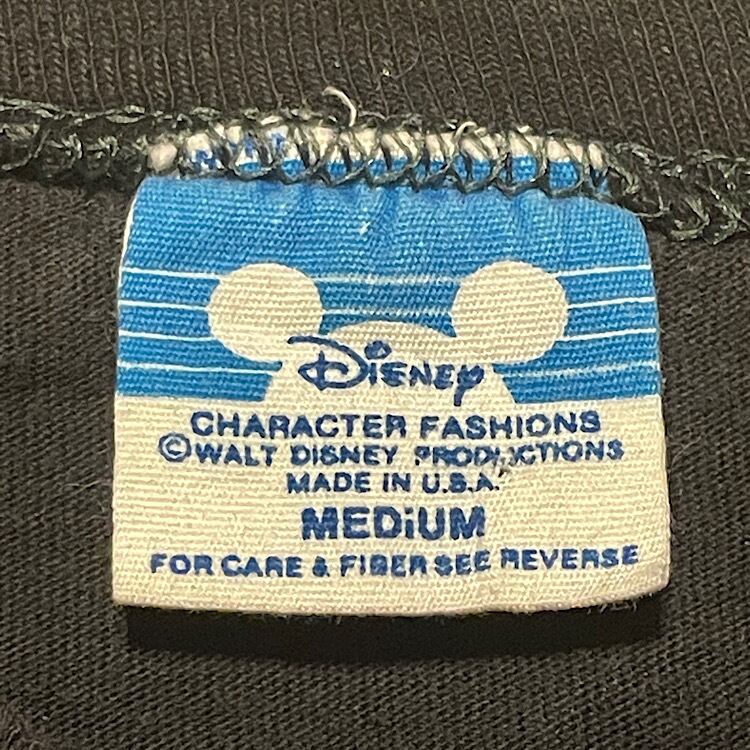 Disney
CHARACTER FASHIONS
©WALT DISNEY PRODUCTIONS
MADE IN U.S.A.
MEDiUM
FOR CARE & FIBER SEE REVERSE